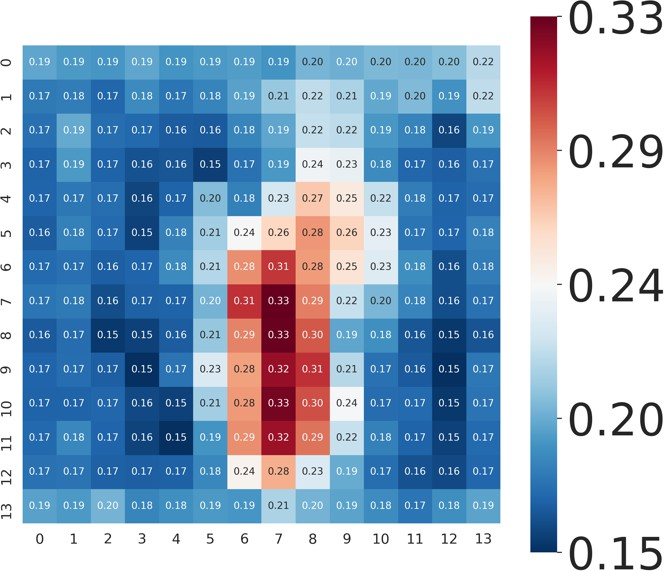 0 0.19 0.19 0.19 0.19 0.19 0.19 0.19 0.19 0.20 0.20 0.20 0.20 0.20 0.22
1 0.17 0.18 0.17 0.18 0.17 0.18 0.19 0.21 0.22 0.21 0.19 0.20 0.19 0.22
2 0.17 0.19 0.17 0.17 0.16 0.16 0.18 0.19 0.22 0.22 0.19 0.18 0.16 0.19
3 0.17 0.19 0.17 0.16 0.16 0.15 0.17 0.19 0.24 0.23 0.18 0.17 0.16 0.17
4 0.17 0.17 0.17 0.16 0.17 0.20 0.18 0.23 0.27 0.25 0.22 0.18 0.17 0.17
5 0.16 0.18 0.17 0.15 0.18 0.21 0.24 0.26 0.28 0.26 0.23 0.17 0.17 0.18
6 0.17 0.17 0.16 0.17 0.18 0.21 0.28 0.31 0.28 0.25 0.23 0.18 0.16 0.18
7 0.17 0.18 0.16 0.17 0.17 0.20 0.31 0.33 0.29 0.22 0.20 0.18 0.16 0.17
8 0.16 0.17 0.15 0.15 0.16 0.21 0.29 0.33 0.30 0.19 0.18 0.16 0.15 0.16
9 0.17 0.17 0.17 0.15 0.17 0.23 0.28 0.32 0.31 0.21 0.17 0.16 0.15 0.17
10 0.17 0.17 0.17 0.16 0.15 0.21 0.28 0.33 0.30 0.24 0.17 0.17 0.15 0.17
11 0.17 0.18 0.17 0.16 0.15 0.19 0.29 0.32 0.29 0.22 0.18 0.17 0.15 0.17
12 0.17 0.17 0.17 0.17 0.17 0.18 0.24 0.28 0.23 0.19 0.17 0.16 0.16 0.17
13 0.19 0.19 0.20 0.18 0.18 0.19 0.19 0.21 0.20 0.19 0.18 0.17 0.18 0.19
0 1 2 3 4 5 6 7 8 9 10 11 12 13
0.33
0.29
0.24
0.20
0.15